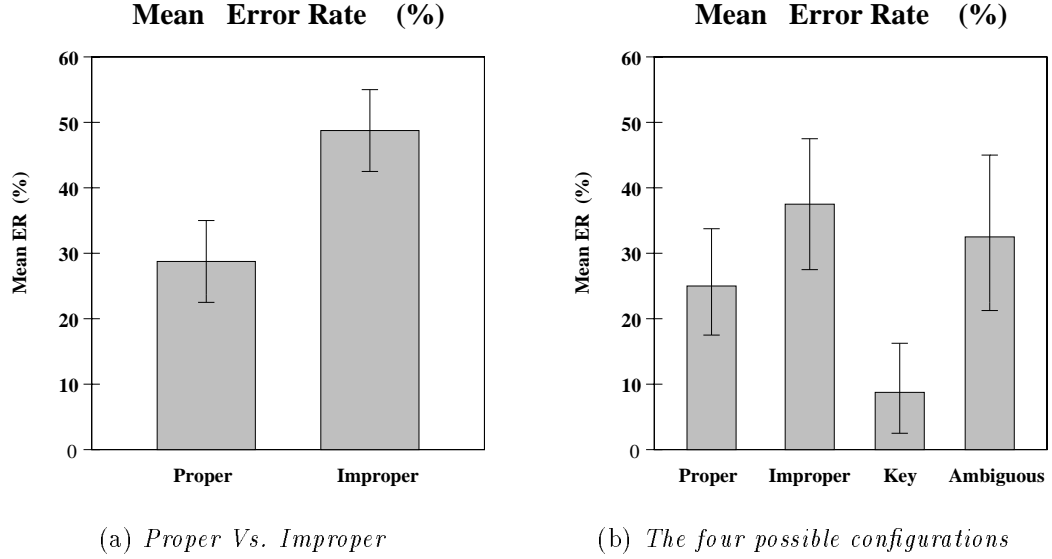 Mean Error Rate (%)
60
50
40
30
20
10
0
Mean ER (%)
Proper Improper
(a) Proper Vs. Improper
Mean Error Rate (%)
60
50
40
30
20
10
0
Mean ER (%)
Proper Improper Key Ambiguous
(b) The four possible configurations